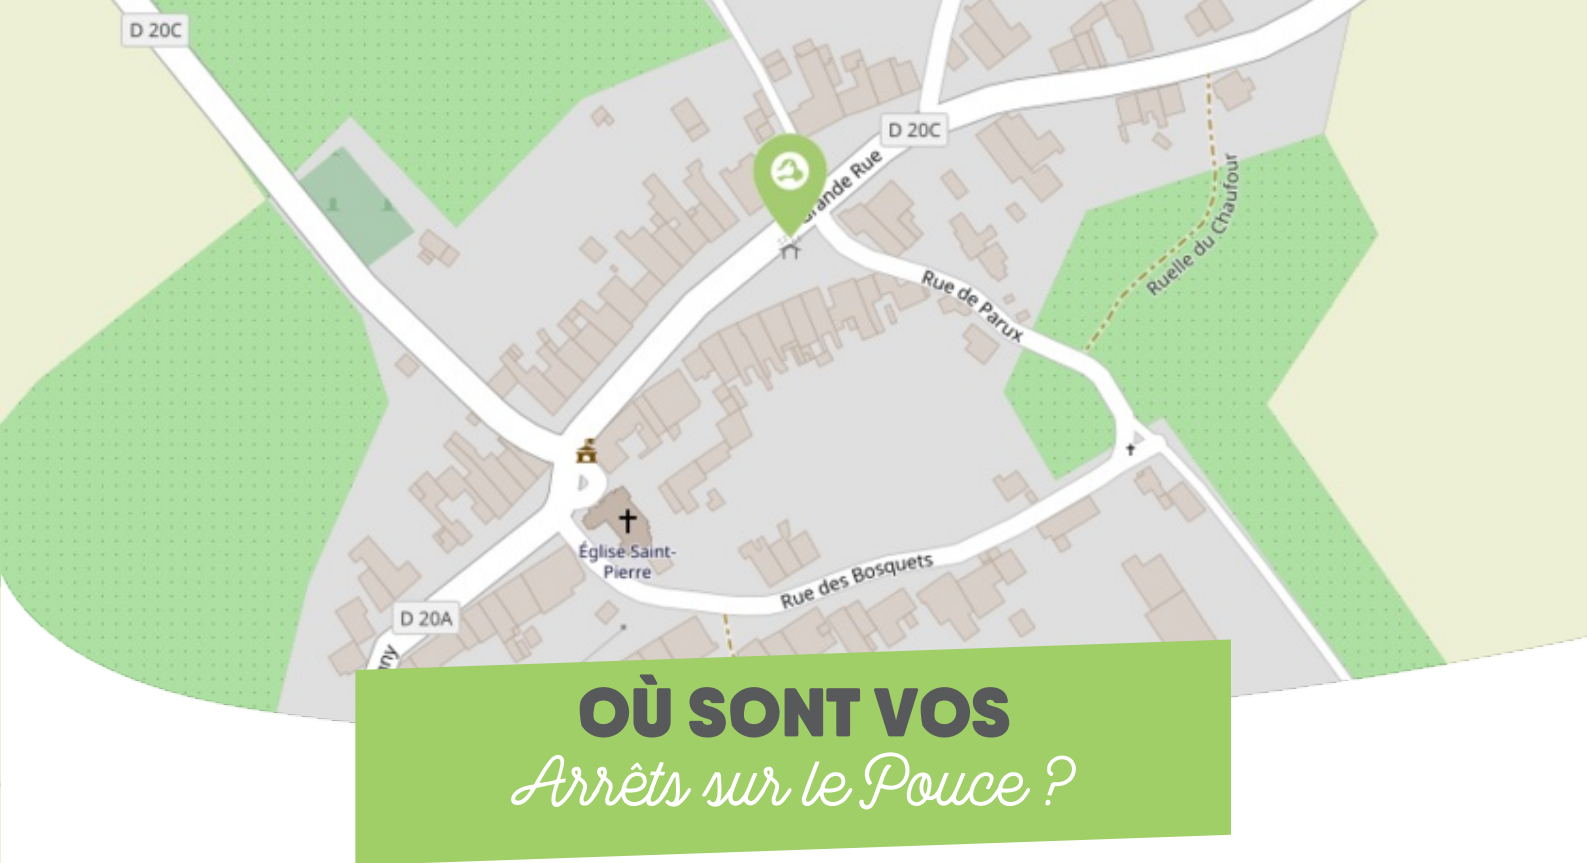 D 20C
D 20C
Grande Rue
Ruelle du Chaufour
Rue de Parux
Église Saint-
Pierre
Rue des Bosquets
D 20A
OÙ SONT VOS
Arrêts sur le Pouce ?